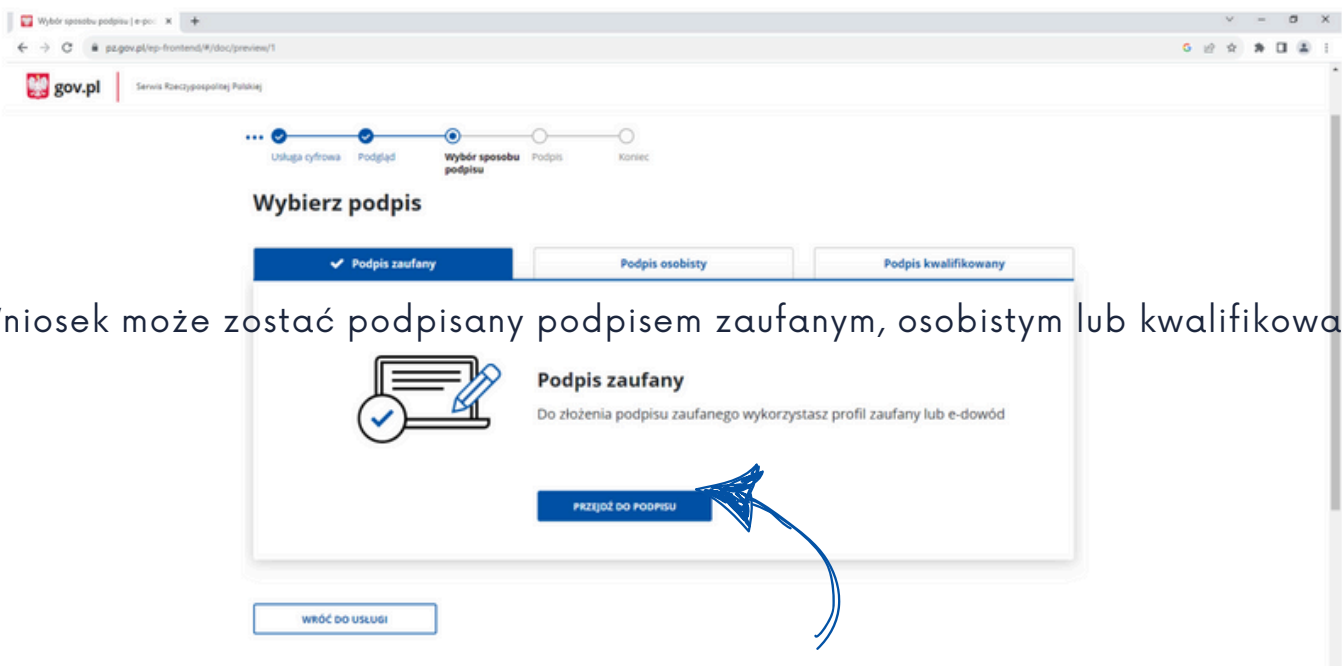 Wybór sposobu podpisu | e-po
pz.gov.pl/ep-frontend/#/doc/preview/1
gov.pl Serwis Rzeczypospolitej Polskiej
Usługa cyfrowa Podgląd Wybór sposobu podpisu Podpis Koniec
Wybierz podpis
Podpis zaufany Podpis osobisty Podpis kwalifikowany
niosek może zostać podpisany podpisem zaufanym, osobistym lub kwalifikowa
Podpis zaufany
Do złożenia podpisu zaufanego wykorzystasz profil zaufany lub e-dowód
PRZEJDŹ DO PODPISU
WRÓĆ DO USŁUGI